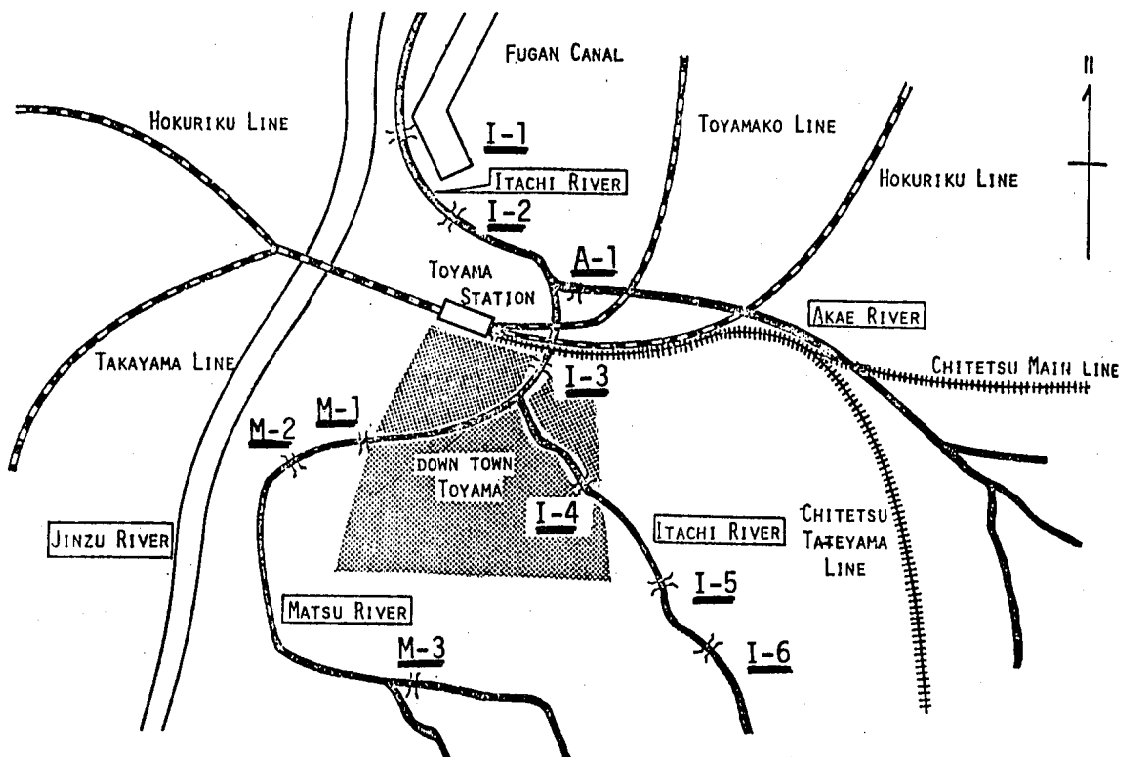 FUGAN CANAL
N
HOKURIKU LINE
TOYAMAKO LINE
I-1
ITACHI RIVER
HOKURIKU LINE
I-2
A-1
TOYAMA
STATION
AKAE RIVER
TAKAYAMA LINE
CHITETSU MAIN LINE
I-3
M-1
M-2
DOWN TOWN
TOYAMA
I-4
JINZU RIVER
ITACHI RIVER
CHITETSU
TATEYAMA
LINE
I-5
MATSU RIVER
M-3
I-6